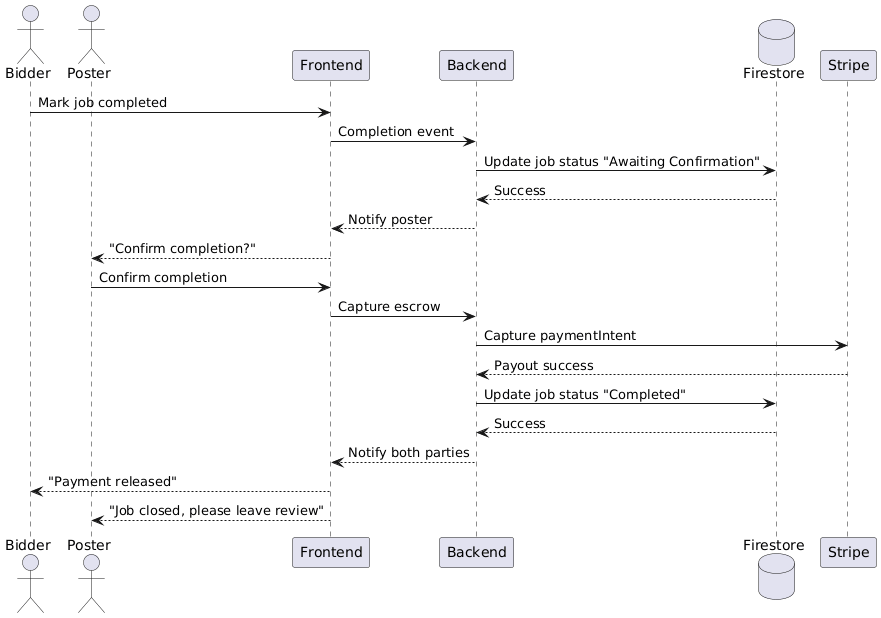 Bidder
Poster
Frontend
Backend
Firestore
Stripe
Mark job completed
Completion event
Update job status "Awaiting Confirmation"
Success
Notify poster
"Confirm completion?"
Confirm completion
Capture escrow
Capture paymentIntent
Payout success
Update job status "Completed"
Success
Notify both parties
"Payment released"
"Job closed, please leave review"
Bidder
Poster
Frontend
Backend
Firestore
Stripe